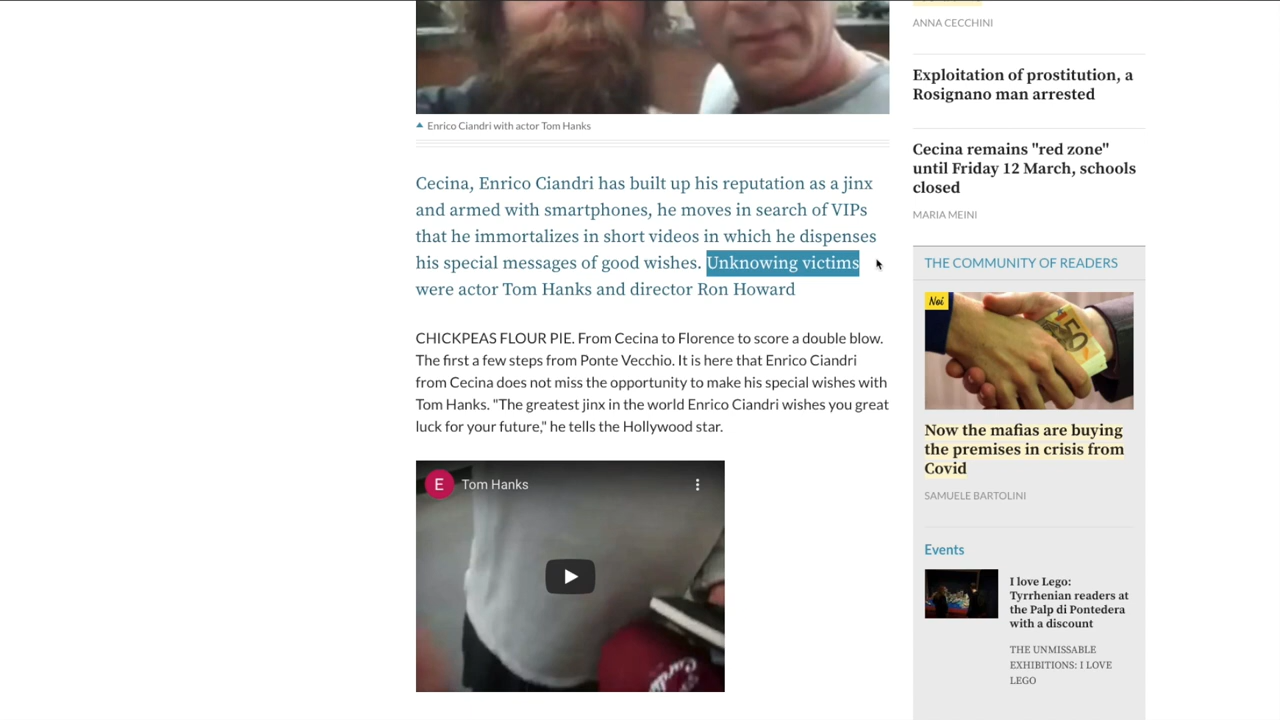 ANNA CECCHINI
Exploitation of prostitution, a
Rosignano man arrested
Enrico Ciandri with actor Tom Hanks
Cecina remains "red zone"
until Friday 12 March, schools
closed
MARIA MEINI
Cecina, Enrico Ciandri has built up his reputation as a jinx
and armed with smartphones, he moves in search of VIPs
that he immortalizes in short videos in which he dispenses
his special messages of good wishes. Unknowing victims
were actor Tom Hanks and director Ron Howard
CHICKPEAS FLOUR PIE. From Cecina to Florence to score a double blow.
The first a few steps from Ponte Vecchio. It is here that Enrico Ciandri
from Cecina does not miss the opportunity to make his special wishes with
Tom Hanks. "The greatest jinx in the world Enrico Ciandri wishes you great
luck for your future," he tells the Hollywood star.
E Tom Hanks
THE COMMUNITY OF READERS
Noi
50
Now the mafias are buying
the premises in crisis from
Covid
SAMUELE BARTOLINI
Events
I love Lego:
Tyrrhenian readers at
the Palp di Pontedera
with a discount
THE UNMISSABLE
EXHIBITIONS: I LOVE
LEGO